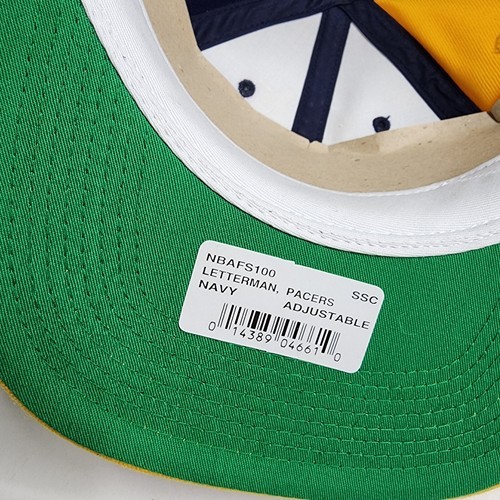 NBAFS100
LETTERMAN, PACERS SSC
NAVY ADJUSTABLE
0 14389 04661 0